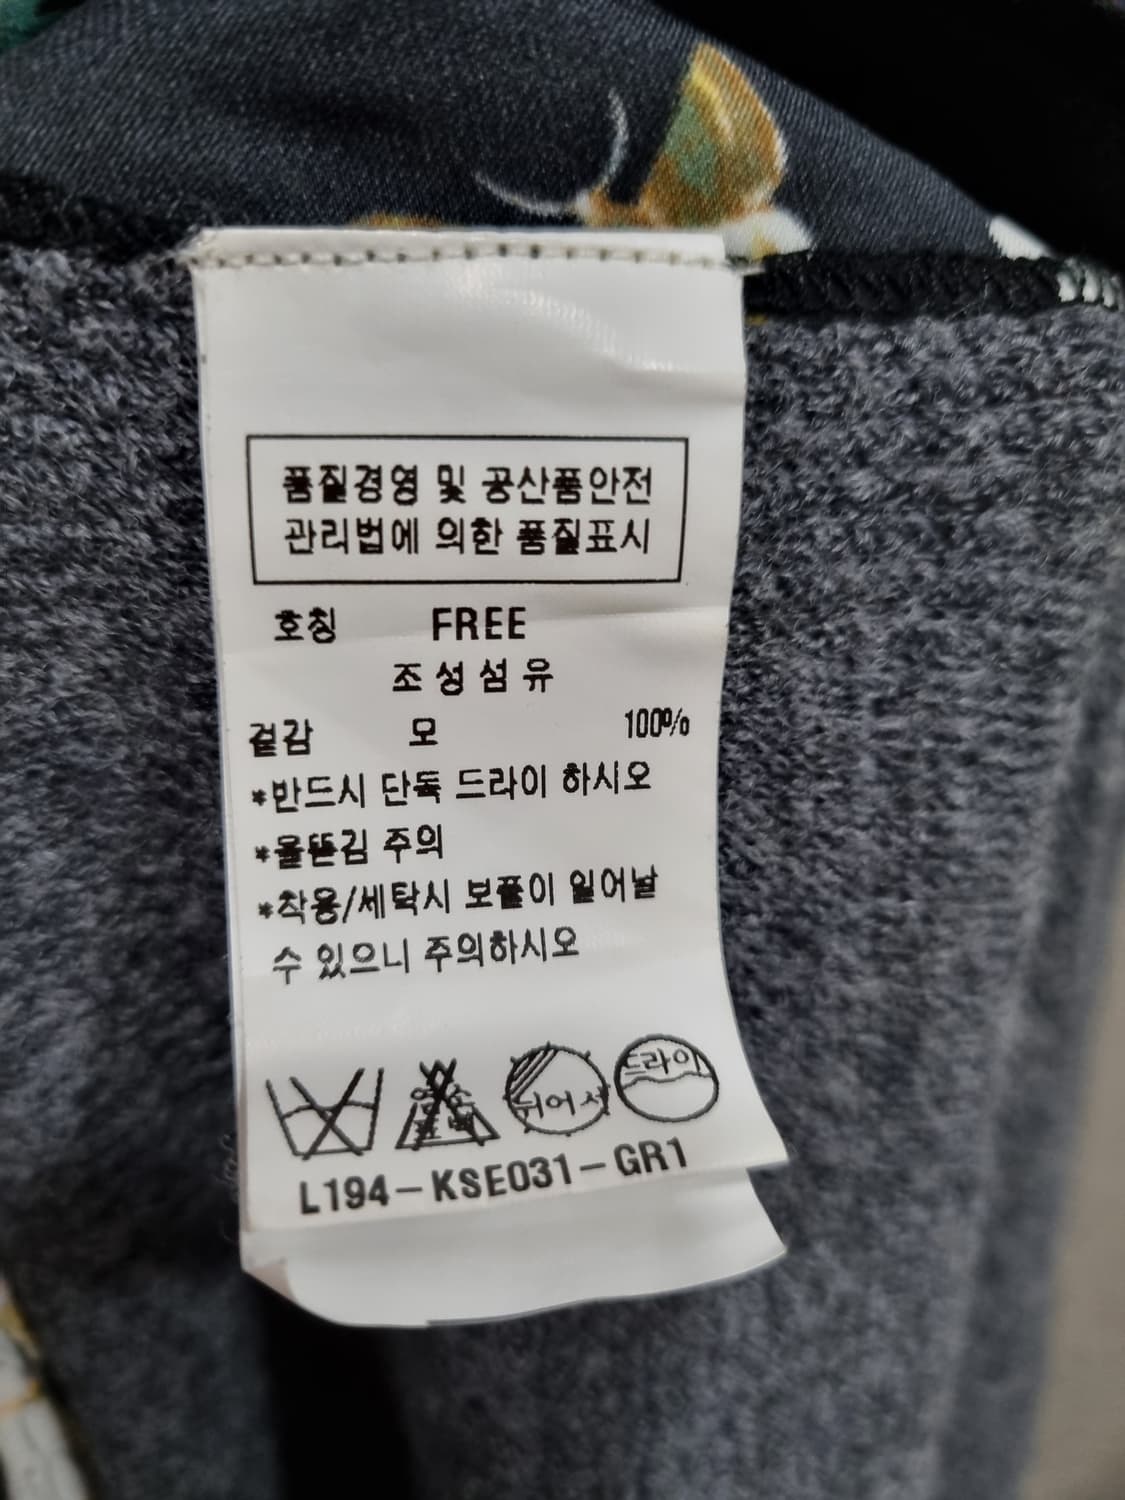 품질경영 및 공산품안전
관리법에 의한 품질표시
호칭 FREE
조성섬유
겉감 모 100%
*반드시 단독 드라이 하시오
*올뜯김 주의
*착용/세탁시 보풀이 일어날
수 있으니 주의하시오
뉘어서 드라이
L194-KSE031-GR1